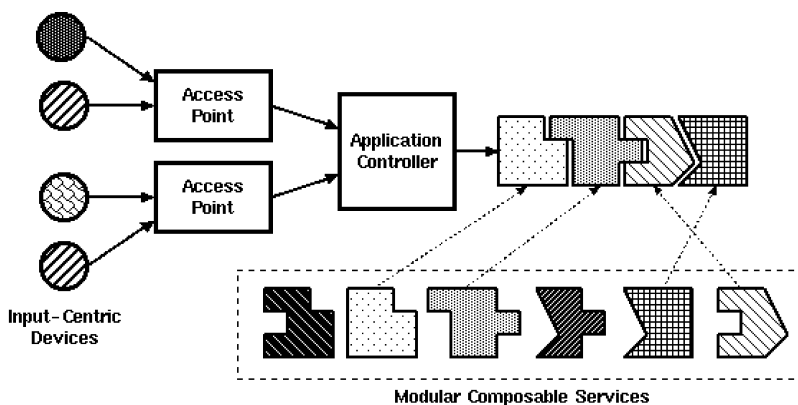 Access
Point
Application
Controller
Access
Point
Input-Centric
Devices
Modular Composable Services